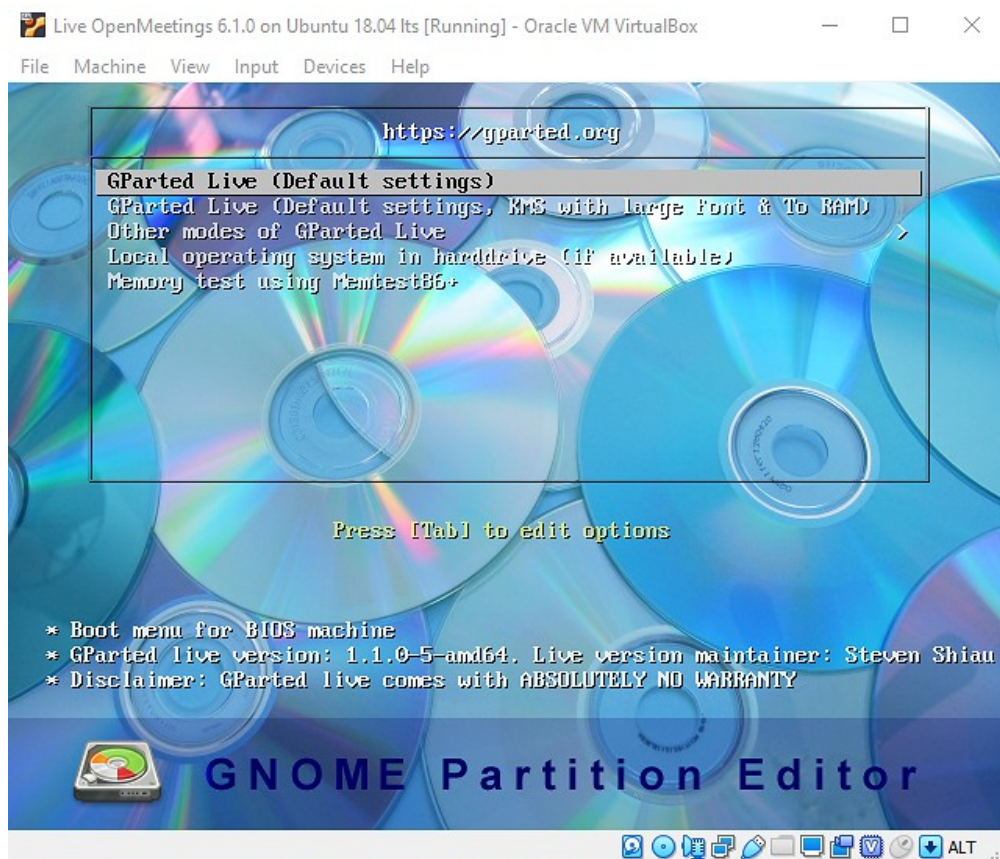 Live OpenMeetings 6.1.0 on Ubuntu 18.04 lts [Running] - Oracle VM VirtualBox
File Machine View Input Devices Help
https://gparted.org
GParted Live (Default settings)
GParted Live (Default settings, KMS with large font & To RAM)
Other modes of GParted Live >
Local operating system in harddrive (if available)
Memory test using Memtest86+
Press [Tab] to edit options
* Boot menu for BIOS machine
* GParted live version: 1.1.0-5-amd64. Live version maintainer: Steven Shiau
* Disclaimer: GParted live comes with ABSOLUTELY NO WARRANTY
GNOME Partition Editor
ALT